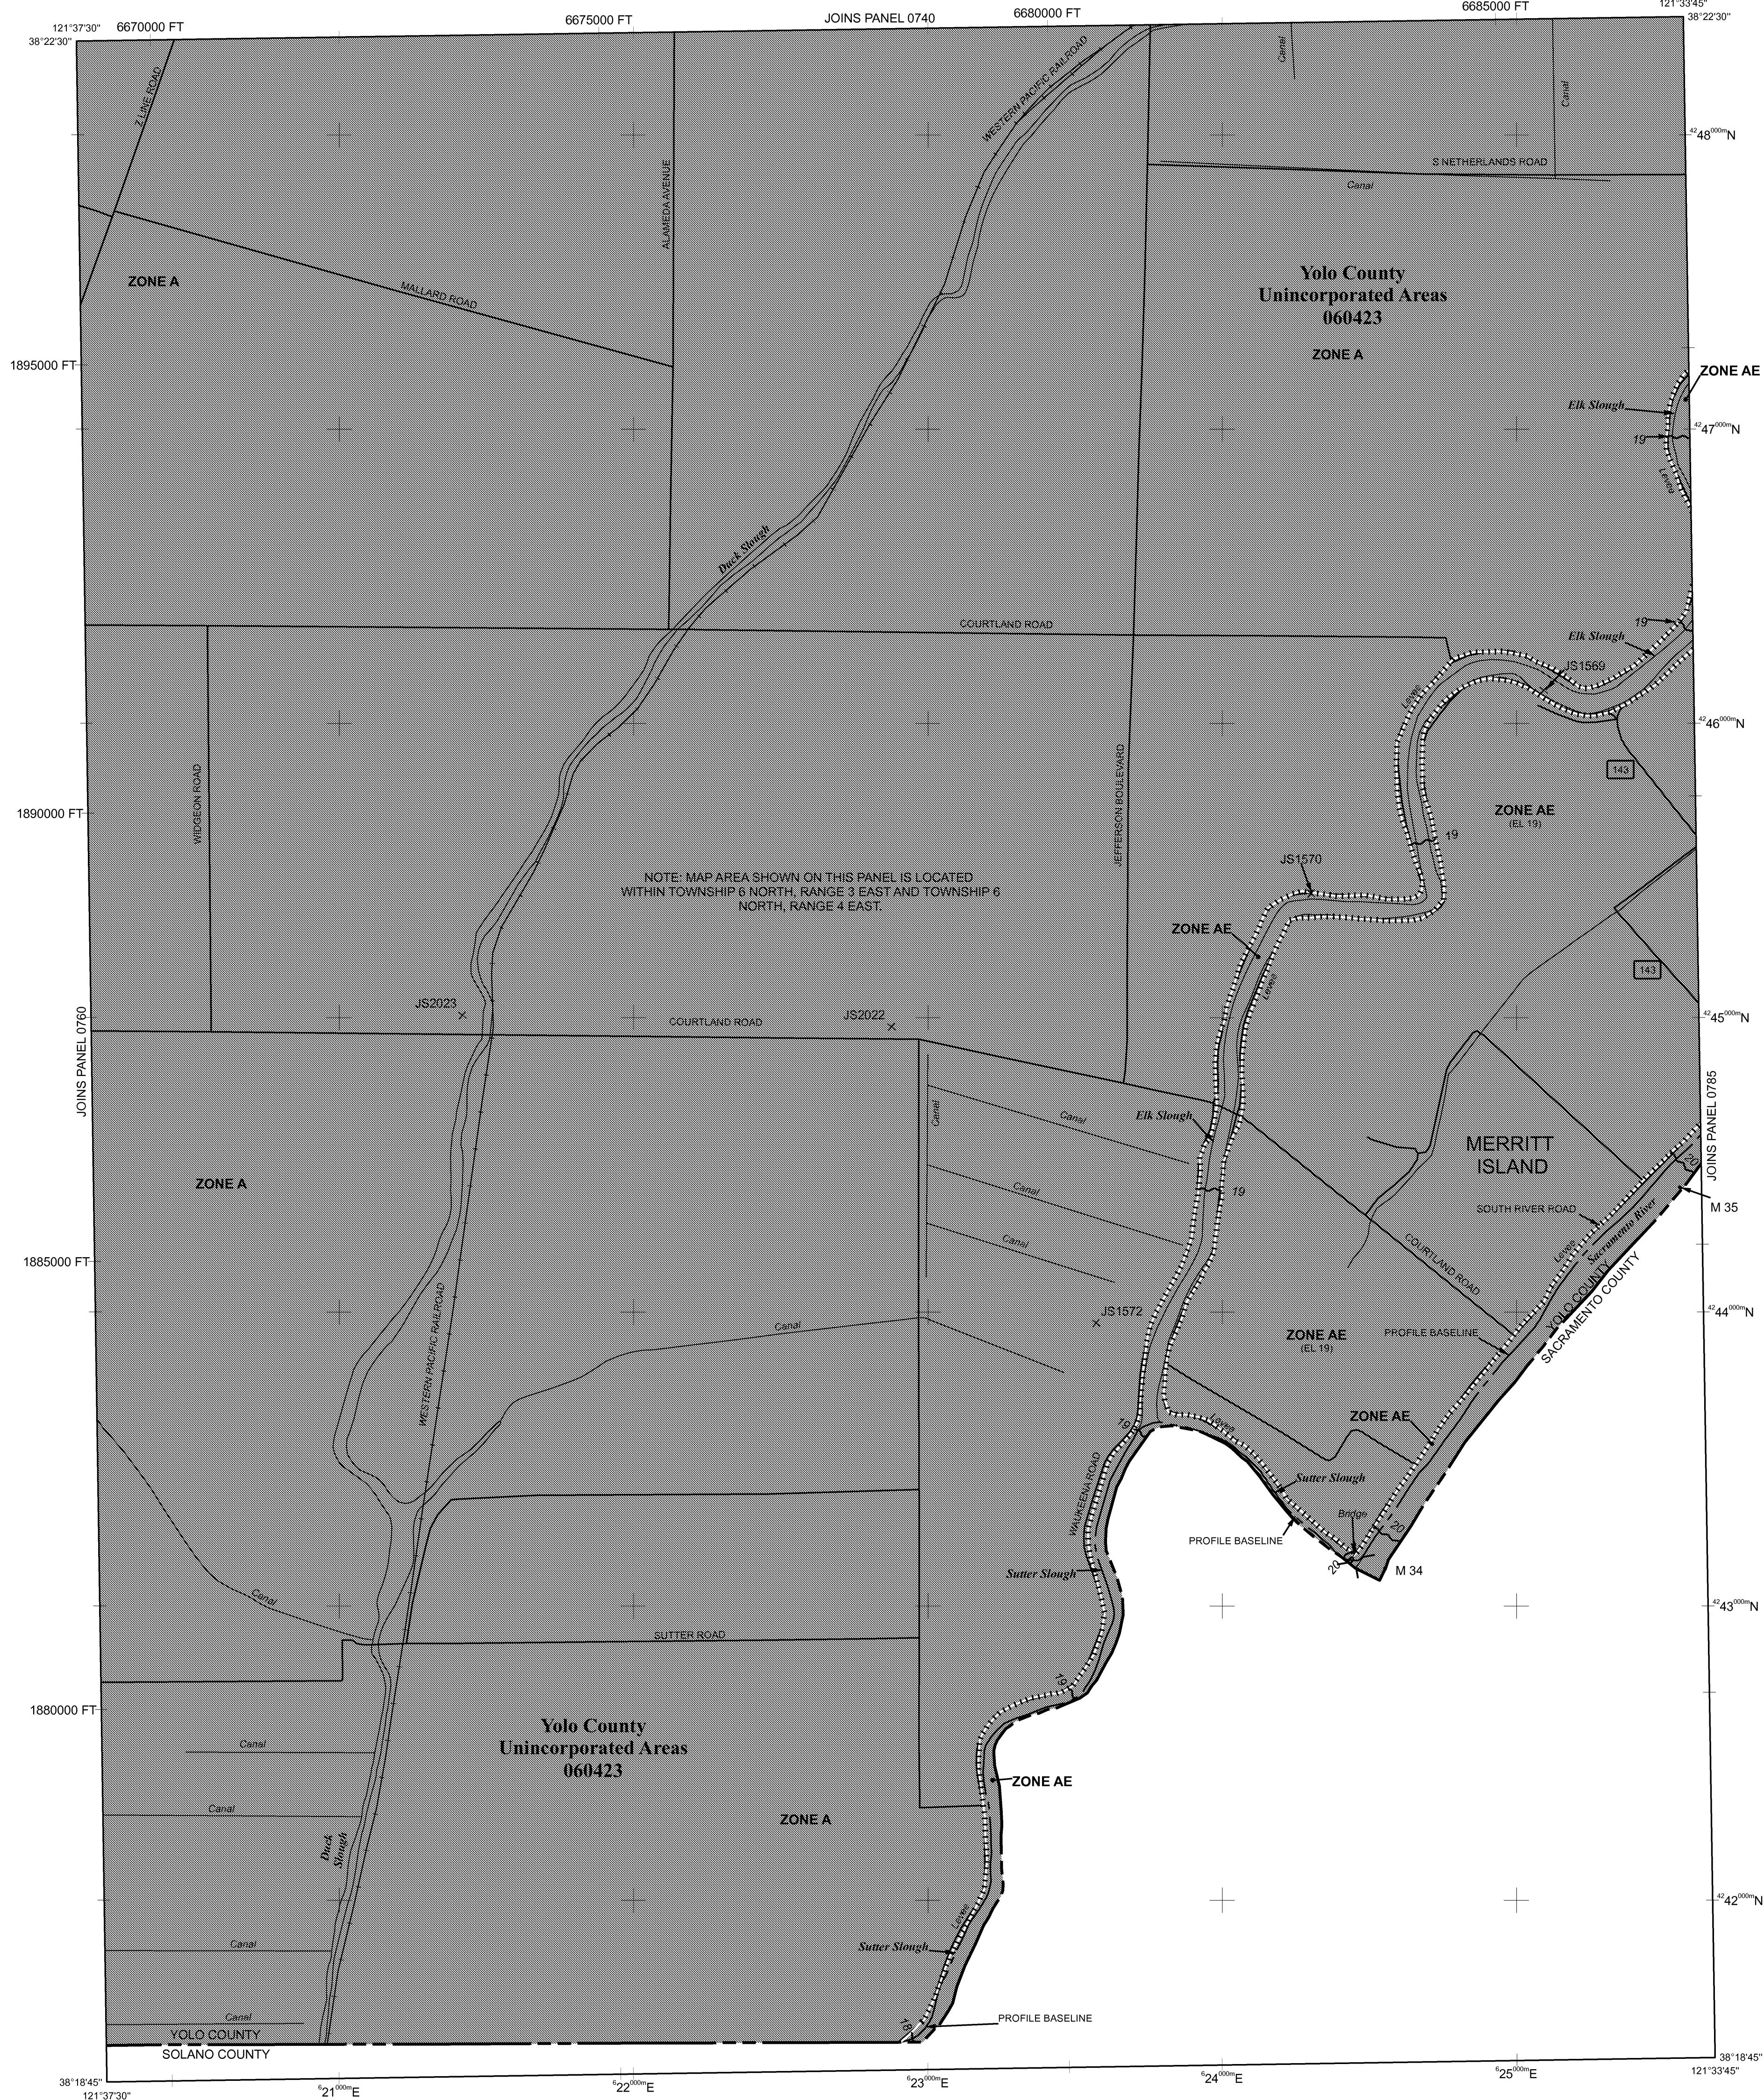 121°37'30"
6670000 FT
6675000 FT
JOINS PANEL 0740
6680000 FT
6685000 FT
121°33'45"
38°22'30"
38°22'30"
Z LINE ROAD
WESTERN PACIFIC RAILROAD
Canal
Canal
ALAMEDA AVENUE
4248000mN
S NETHERLANDS ROAD
Canal
ZONE A
MALLARD ROAD
Yolo County
Unincorporated Areas
060423
ZONE A
1895000 FT
ZONE AE
Elk Slough
4247000mN
19
Levee
Duck Slough
COURTLAND ROAD
19
Elk Slough
JS1569
Levee
4246000mN
143
WIDGEON ROAD
JEFFERSON BOULEVARD
1890000 FT
ZONE AE
(EL 19)
19
JS1570
NOTE: MAP AREA SHOWN ON THIS PANEL IS LOCATED
WITHIN TOWNSHIP 6 NORTH, RANGE 3 EAST AND TOWNSHIP 6
NORTH, RANGE 4 EAST.
ZONE AE
Levee
143
JS2023
JS2022
COURTLAND ROAD
4245000mN
JOINS PANEL 0760
JOINS PANEL 0785
Canal
Canal
Elk Slough
MERRITT
ISLAND
20
ZONE A
Canal
19
M 35
SOUTH RIVER ROAD
Sacramento River
Canal
Levee
COURTLAND ROAD
1885000 FT
YOLO COUNTY
SACRAMENTO COUNTY
WESTERN PACIFIC RAILROAD
JS1572
4244000mN
Canal
ZONE AE
(EL 19)
PROFILE BASELINE
19
Levee
ZONE AE
WAUKEENA ROAD
Sutter Slough
Bridge
20
PROFILE BASELINE
20
M 34
Sutter Slough
Canal
4243000mN
SUTTER ROAD
19
1880000 FT
Yolo County
Unincorporated Areas
060423
Canal
ZONE AE
Canal
ZONE A
Duck
Slough
4242000mN
Levee
Canal
Sutter Slough
Canal
PROFILE BASELINE
18
YOLO COUNTY
SOLANO COUNTY
38°18'45"
38°18'45"
121°37'30"
621000mE
622000mE
623000mE
624000mE
625000mE
121°33'45"